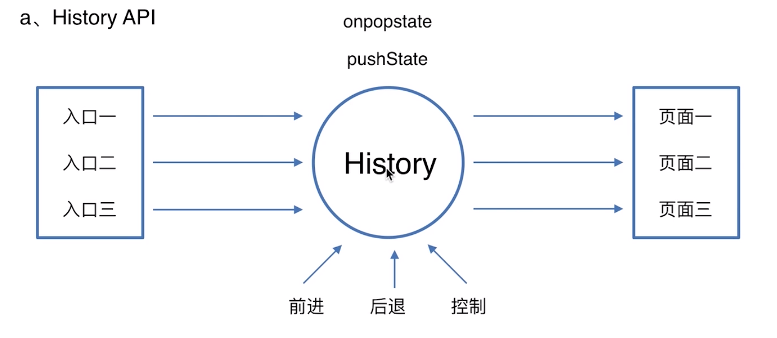 a、History API
onpopstate
pushState
入口一
入口二
入口三
History
页面一
页面二
页面三
前进
后退
控制